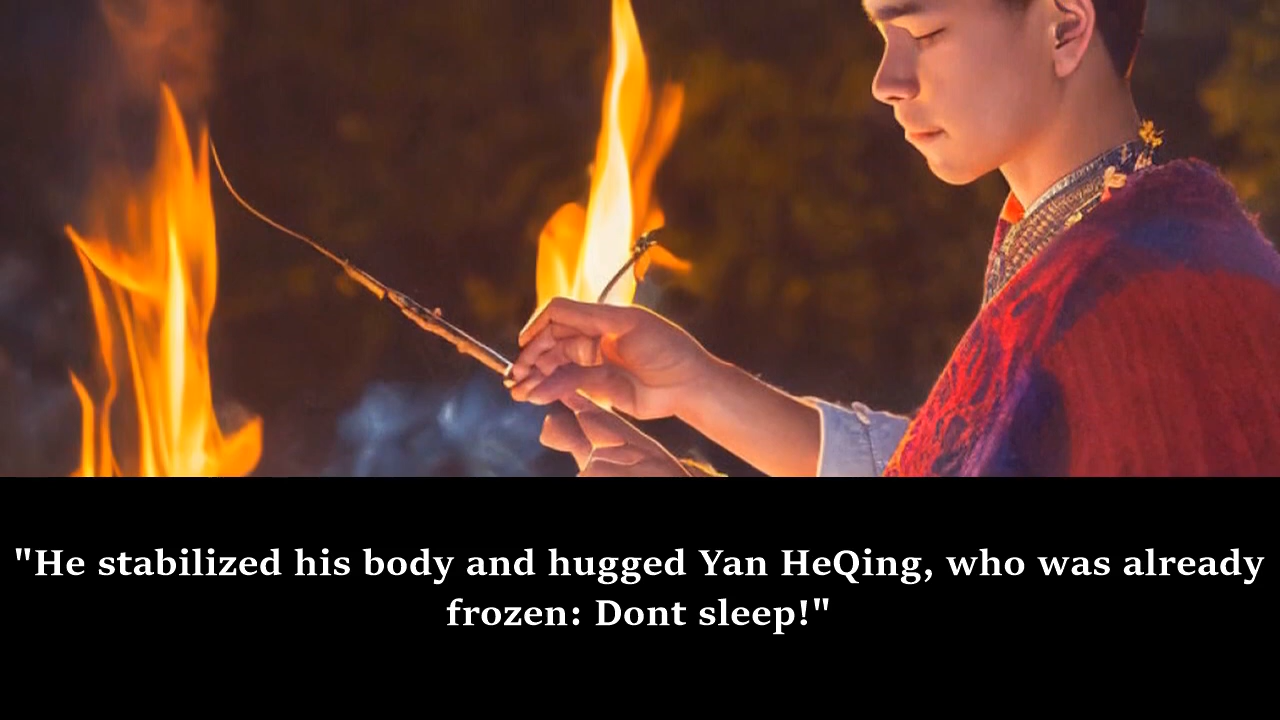 "He stabilized his body and hugged Yan HeQing, who was already
frozen: Dont sleep!"